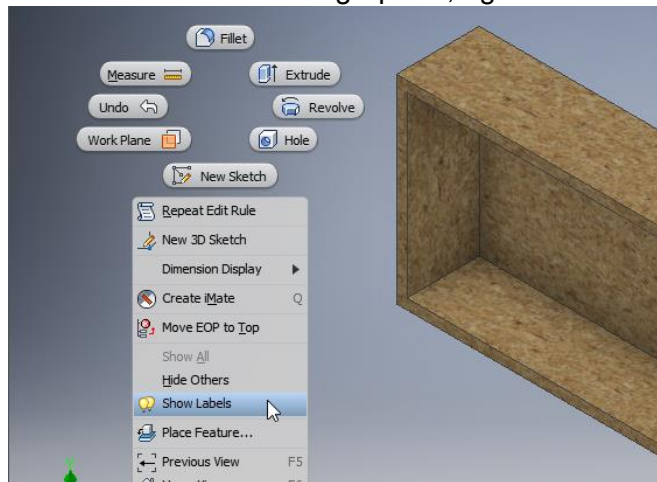 Fillet
Measure
Extrude
Undo
Revolve
Work Plane
Hole
New Sketch
Repeat Edit Rule
New 3D Sketch
Dimension Display
Create iMate Q
Move EOP to Top
Show All
Hide Others
Show Labels
Place Feature...
Previous View F5